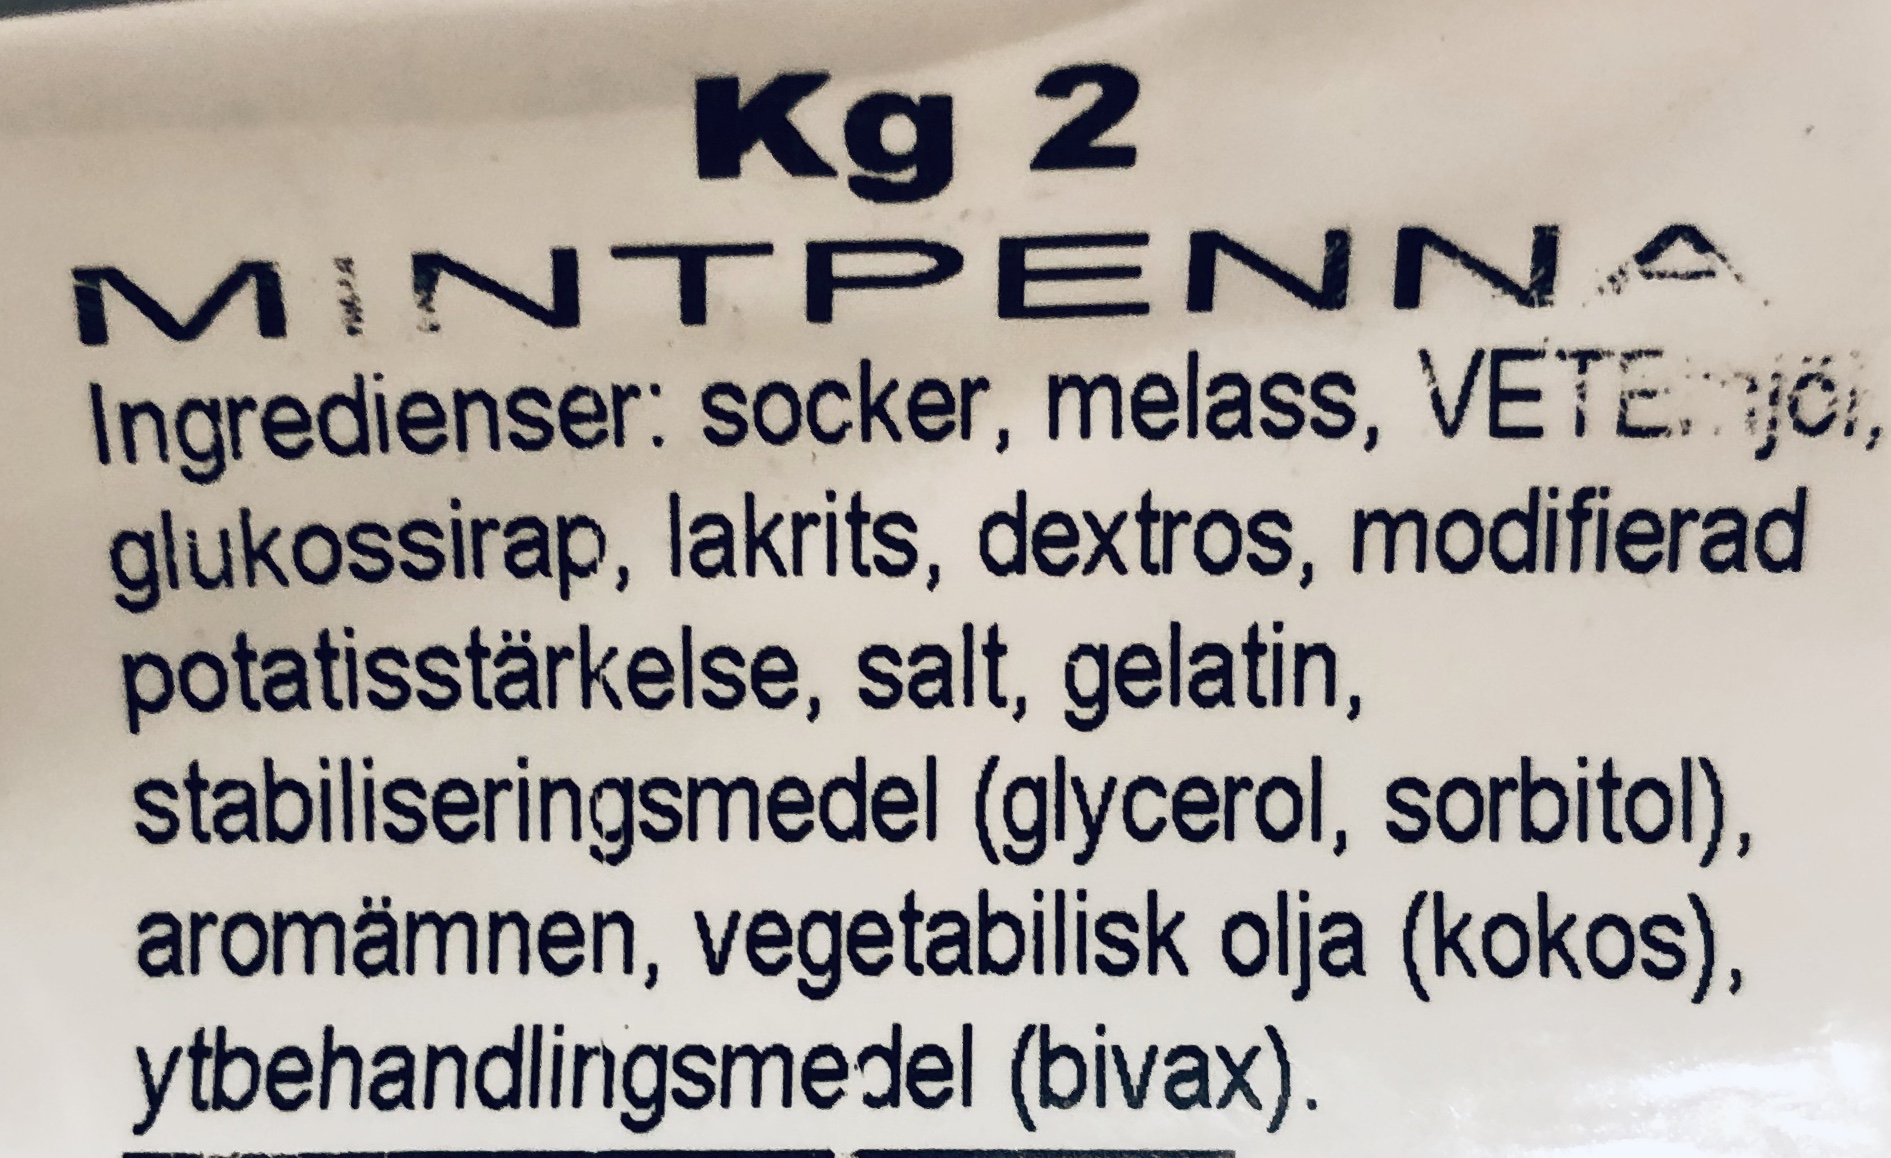 Kg 2
MINTPENNA
Ingredienser: socker, melass, VETEmjöl,
glukossirap, lakrits, dextros, modifierad
potatisstärkelse, salt, gelatin,
stabiliseringsmedel (glycerol, sorbitol),
aromämnen, vegetabilisk olja (kokos),
ytbehandlingsmedel (bivax).